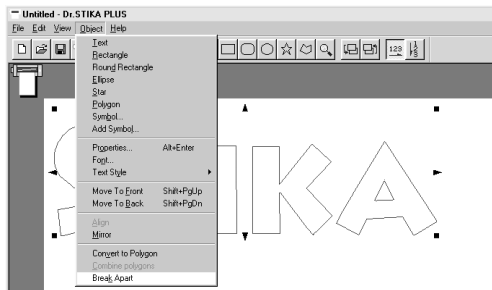 Untitled - Dr.STIKA PLUS
File Edit View Object Help
Text
Rectangle
Round Rectangle
Ellipse
Star
Polygon
Symbol...
Add Symbol...
Properties... Alt+Enter
Font...
Text Style
Move To Front Shift+PgUp
Move To Back Shift+PgDn
Align
Mirror
Convert to Polygon
Combine polygons
Break Apart
123
IKA